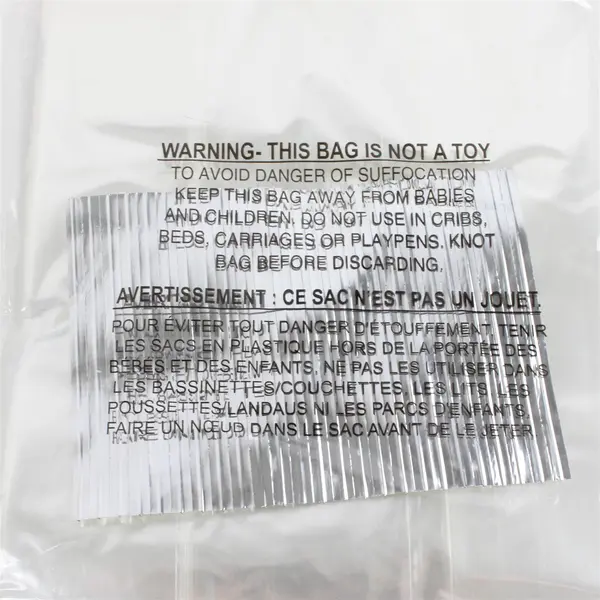 WARNING- THIS BAG IS NOT A TOY
TO AVOID DANGER OF SUFFOCATION
KEEP THIS BAG AWAY FROM BABIES
AND CHILDREN. DO NOT USE IN CRIBS,
BEDS, CARRIAGES OR PLAYPENS. KNOT
BAG BEFORE DISCARDING.
AVERTISSEMENT : CE SAC N'EST PAS UN JOUET.
POUR ÉVITER TOUT DANGER D'ÉTOUFFEMENT, TENIR
LES SACS EN PLASTIQUE HORS DE LA PORTÉE DES
BÉBÉS ET DES ENFANTS. NE PAS LES UTILISER DANS
LES BASSINETTES/COUCHETTES, LES LITS, LES
POUSSETTES/LANDAUS NI LES PARCS D'ENFANTS.
FAIRE UN NŒUD DANS LE SAC AVANT DE LE JETER.